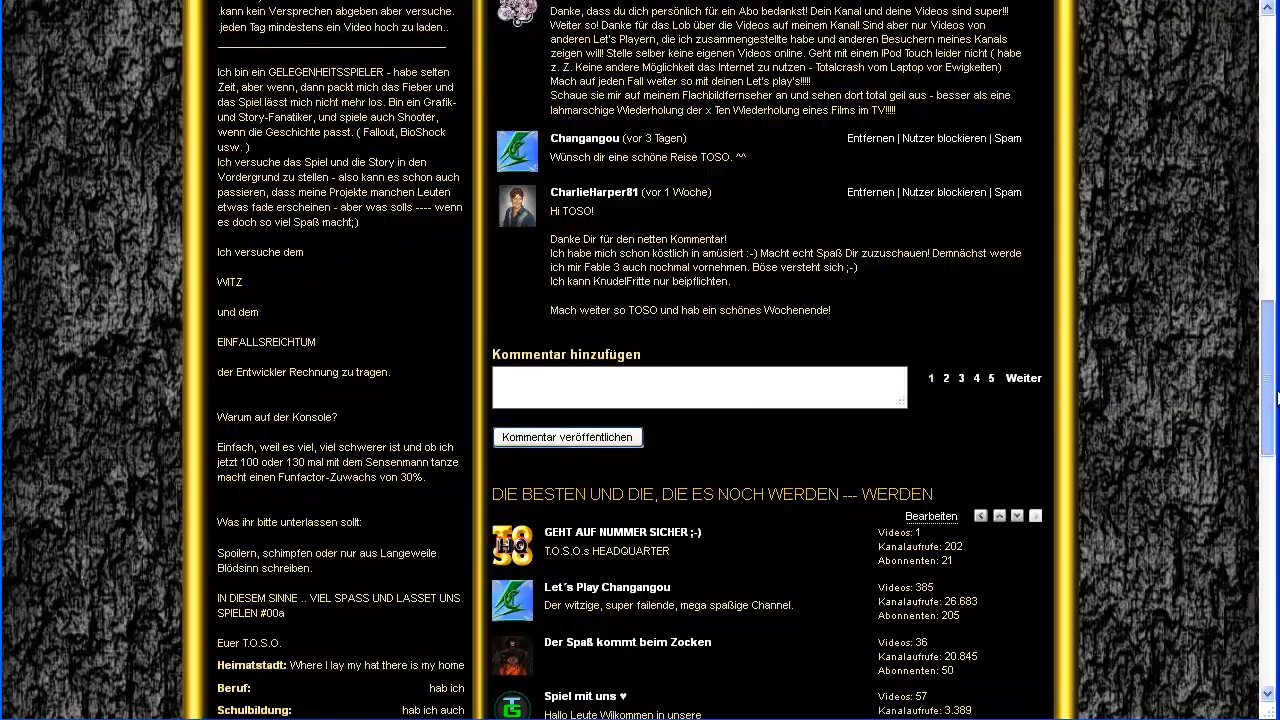 .kann kein Versprechen abgeben aber versuche.
.jeden Tag mindestens ein Video hoch zu laden..
Ich bin ein GELEGENHEITSSPIELER - habe selten
Zeit, aber wenn, dann packt mich das Fieber und
das Spiel lässt mich nicht mehr los. Bin ein Grafik-
und Story-Fanatiker, und spiele auch Shooter,
wenn die Geschichte passt. ( Fallout, BioShock
usw. )
Ich versuche das Spiel und die Story in den
Vordergrund zu stellen - also kann es schon auch
passieren, dass meine Projekte manchen Leuten
etwas fade erscheinen - aber was solls ---- wenn
es doch so viel Spaß macht;)
Ich versuche dem
WITZ
und dem
EINFALLSREICHTUM
der Entwickler Rechnung zu tragen.
Warum auf der Konsole?
Einfach, weil es viel, viel schwerer ist und ob ich
jetzt 100 oder 130 mal mit dem Sensenmann tanze
macht einen Funfactor-Zuwachs von 30%.
Was ihr bitte unterlassen sollt:
Spoilern, schimpfen oder nur aus Langeweile
Blödsinn schreiben.
IN DIESEM SINNE .. VIEL SPASS UND LASSET UNS
SPIELEN #00a
Euer T.O.S.O.
Heimatstadt: Where I lay my hat there is my home
Beruf: hab ich
Schulbildung: hab ich auch
Danke, dass du dich persönlich für ein Abo bedankst! Dein Kanal und deine Videos sind super!!!
Weiter so! Danke für das Lob über die Videos auf meinem Kanal! Sind aber nur Videos von
anderen Let's Playern, die ich zusammengestellte habe und anderen Besuchern meines Kanals
zeigen will! Stelle selber keine eigenen Videos online. Geht mit einem IPod Touch leider nicht ( habe
z. Z. Keine andere Möglichkeit das Internet zu nutzen - Totalcrash vom Laptop vor Ewigkeiten)
Mach auf jeden Fall weiter so mit deinen Let's play's!!!!!
Schaue sie mir auf meinem Flachbildfernseher an und sehen dort total geil aus - besser als eine
lahmarschige Wiederholung der x Ten Wiederholung eines Films im TV!!!!!
Changangou (vor 3 Tagen) Entfernen | Nutzer blockieren | Spam
Wünsch dir eine schöne Reise TOSO. ^^
CharlieHarper81 (vor 1 Woche) Entfernen | Nutzer blockieren | Spam
Hi TOSO!
Danke Dir für den netten Kommentar!
Ich habe mich schon köstlich in amüsiert :-) Macht echt Spaß Dir zuzuschauen! Demnächst werde
ich mir Fable 3 auch nochmal vornehmen. Böse versteht sich ;-)
Ich kann KnudelFritte nur beipflichten.
Mach weiter so TOSO und hab ein schönes Wochenende!
Kommentar hinzufügen
1 2 3 4 5 Weiter
Kommentar veröffentlichen
DIE BESTEN UND DIE, DIE ES NOCH WERDEN --- WERDEN
Bearbeiten
GEHT AUF NUMMER SICHER ;-) Videos: 1
T.O.S.O.s HEADQUARTER Kanalaufrufe: 202
Abonnenten: 21
Let´s Play Changangou Videos: 385
Der witzige, super failende, mega spaßige Channel. Kanalaufrufe: 26.683
Abonnenten: 205
Der Spaß kommt beim Zocken Videos: 36
Kanalaufrufe: 20.845
Abonnenten: 50
Spiel mit uns ♥ Videos: 57
Hallo Leute Wilkommen in unsere Kanalaufrufe: 3.389